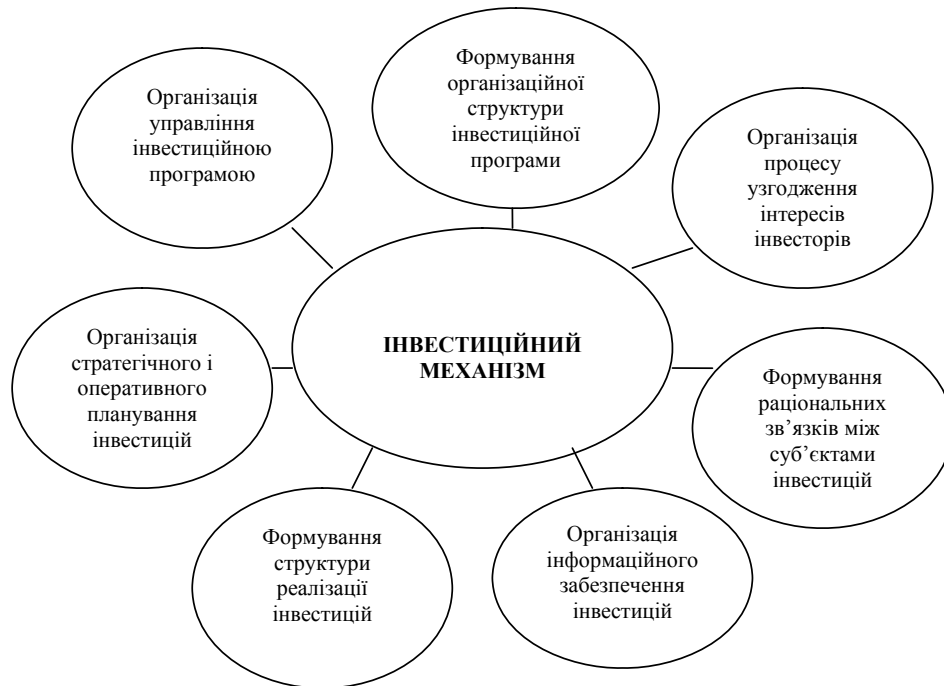 Формування
організаційної
структури
інвестиційної
програми
Організація
управління
інвестиційною
програмою
Організація
процесу
узгодження
інтересів
інвесторів
ІНВЕСТИЦІЙНИЙ
МЕХАНІЗМ
Організація
стратегічного і
оперативного
планування
інвестицій
Формування
раціональних
зв’язків між
суб’єктами
інвестицій
Формування
структури
реалізації
інвестицій
Організація
інформаційного
забезпечення
інвестицій